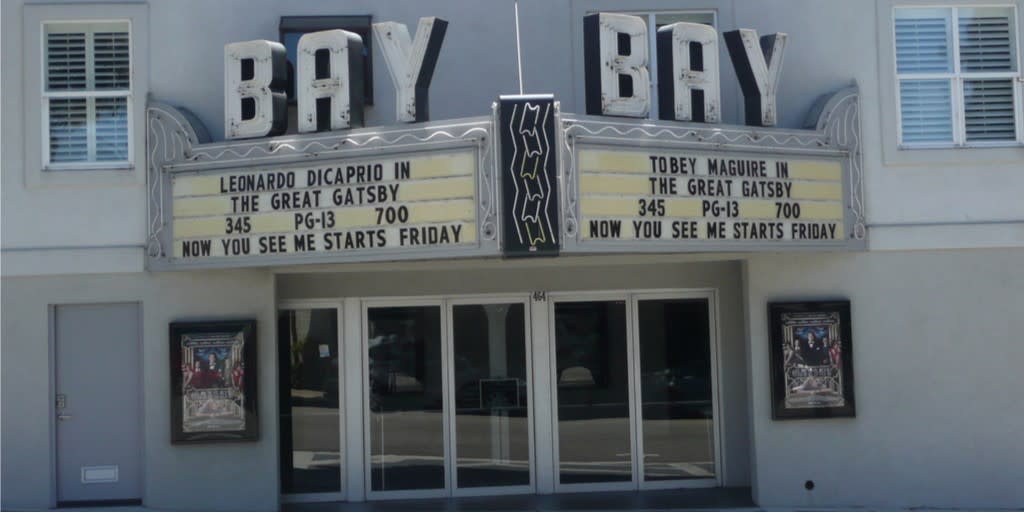 BAY BAY
LEONARDO DICAPRIO IN
THE GREAT GATSBY
345 PG-13 700
NOW YOU SEE ME STARTS FRIDAY
TOBEY MAGUIRE IN
THE GREAT GATSBY
345 PG-13 700
NOW YOU SEE ME STARTS FRIDAY
464